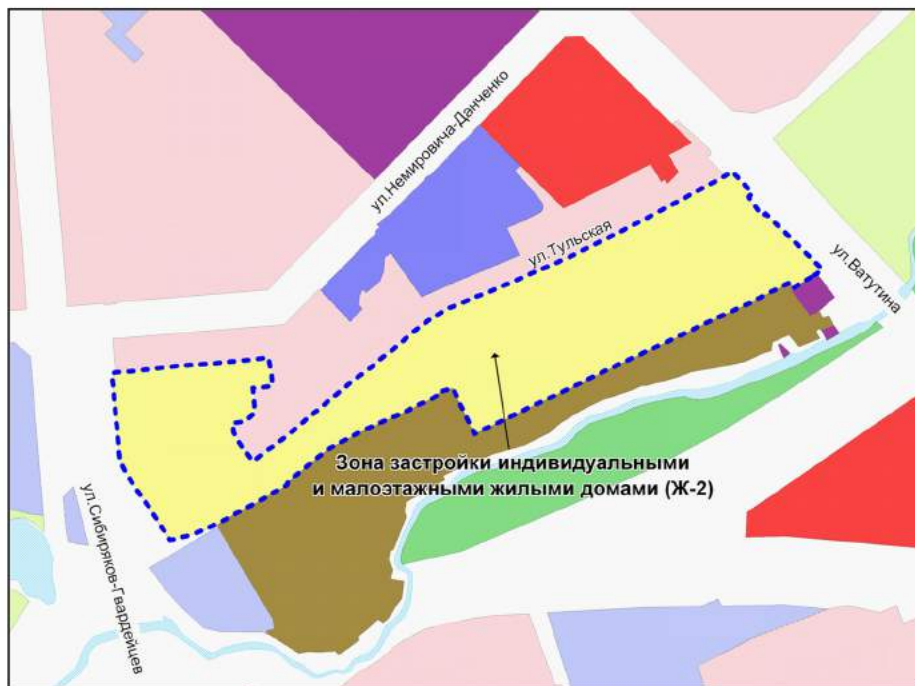 ул.Немировича-Данченко
ул.Тульская
ул.Ватутина
Зона застройки индивидуальными
и малоэтажными жилыми домами (Ж-2)
ул.Сибиряков-Гвардейцев